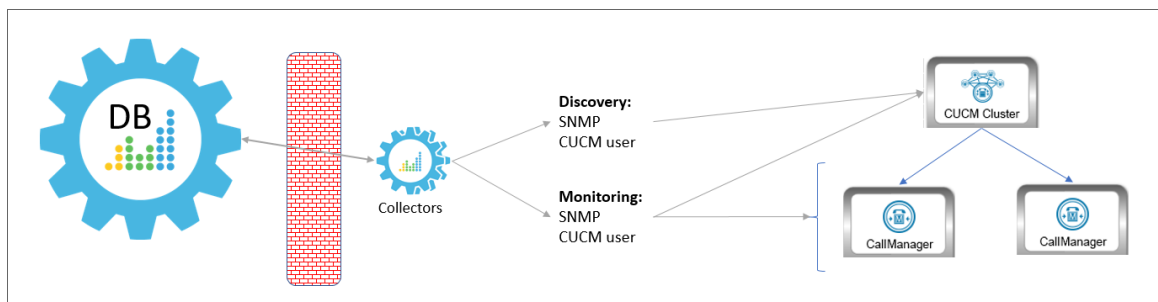 DB
Collectors
Discovery:
SNMP
CUCM user
Monitoring:
SNMP
CUCM user
CUCM Cluster
CallManager
CallManager